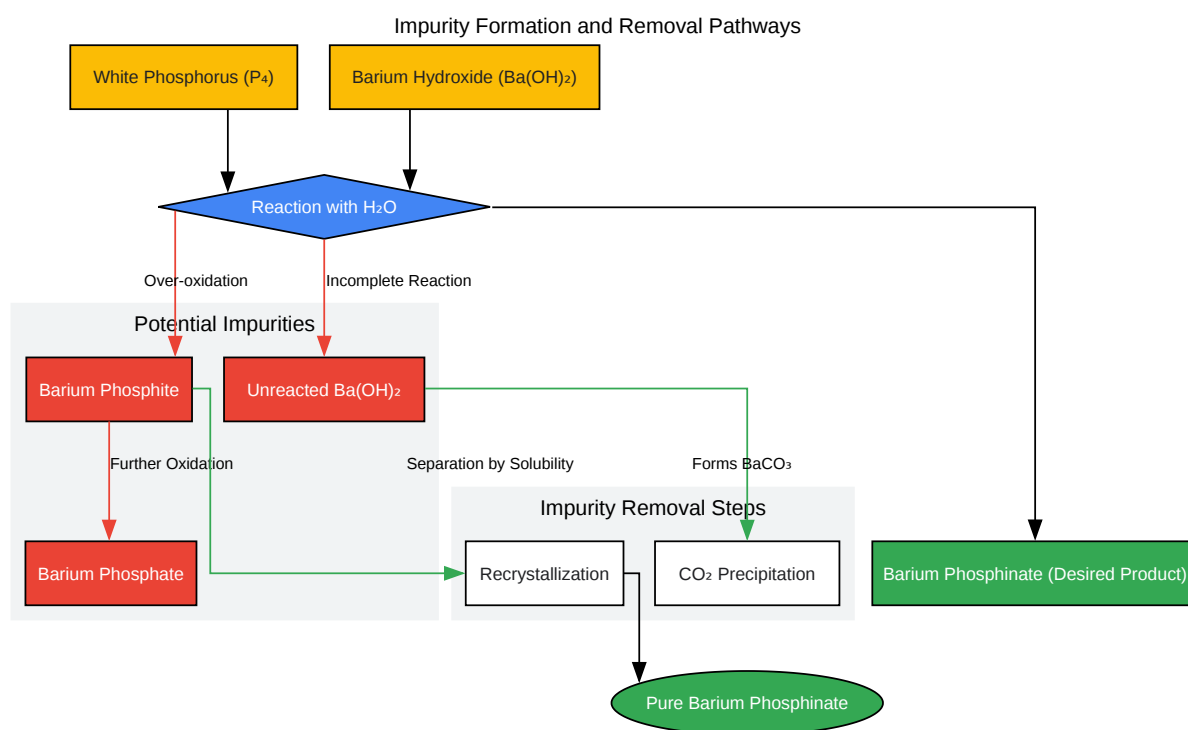 Impurity Formation and Removal Pathways
White Phosphorus (P₄)
Barium Hydroxide (Ba(OH)₂)
Reaction with H₂O
Over-oxidation
Incomplete Reaction
Potential Impurities
Barium Phosphite
Unreacted Ba(OH)₂
Further Oxidation
Separation by Solubility
Forms BaCO₃
Impurity Removal Steps
Barium Phosphate
Recrystallization
CO₂ Precipitation
Barium Phosphinate (Desired Product)
Pure Barium Phosphinate